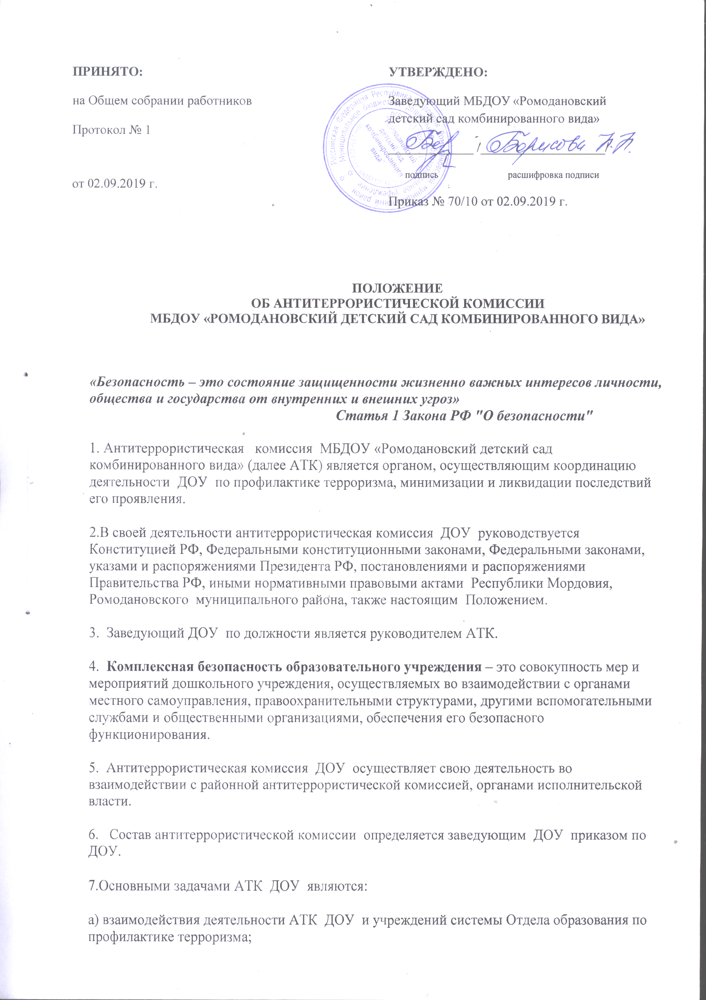 ПРИНЯТО:
на Общем собрании работников
Протокол № 1
от 02.09.2019 г.
УТВЕРЖДЕНО:
Заведующий МБДОУ «Ромодановский
детский сад комбинированного вида»
/ Борисова Н.Н.
подпись расшифровка подписи
Приказ № 70/10 от 02.09.2019 г.
Российская Федерация Республика Мордовия Ромодановский муниципальный район
Муниципальное бюджетное дошкольное образовательное учреждение
"Ромодановский
детский сад
комбинированного
вида"
ПОЛОЖЕНИЕ
ОБ АНТИТЕРРОРИСТИЧЕСКОЙ КОМИССИИ
МБДОУ «РОМОДАНОВСКИЙ ДЕТСКИЙ САД КОМБИНИРОВАННОГО ВИДА»
«Безопасность – это состояние защищенности жизненно важных интересов личности,
общества и государства от внутренних и внешних угроз»
Статья 1 Закона РФ "О безопасности"
1. Антитеррористическая комиссия МБДОУ «Ромодановский детский сад
комбинированного вида» (далее АТК) является органом, осуществляющим координацию
деятельности ДОУ по профилактике терроризма, минимизации и ликвидации последствий
его проявления.
2.В своей деятельности антитеррористическая комиссия ДОУ руководствуется
Конституцией РФ, Федеральными конституционными законами, Федеральными законами,
указами и распоряжениями Президента РФ, постановлениями и распоряжениями
Правительства РФ, иными нормативными правовыми актами Республики Мордовия,
Ромодановского муниципального района, также настоящим Положением.
3. Заведующий ДОУ по должности является руководителем АТК.
4. Комплексная безопасность образовательного учреждения – это совокупность мер и
мероприятий дошкольного учреждения, осуществляемых во взаимодействии с органами
местного самоуправления, правоохранительными структурами, другими вспомогательными
службами и общественными организациями, обеспечения его безопасного
функционирования.
5. Антитеррористическая комиссия ДОУ осуществляет свою деятельность во
взаимодействии с районной антитеррористической комиссией, органами исполнительской
власти.
6. Состав антитеррористической комиссии определяется заведующим ДОУ приказом по
ДОУ.
7.Основными задачами АТК ДОУ являются:
а) взаимодействия деятельности АТК ДОУ и учреждений системы Отдела образования по
профилактике терроризма;